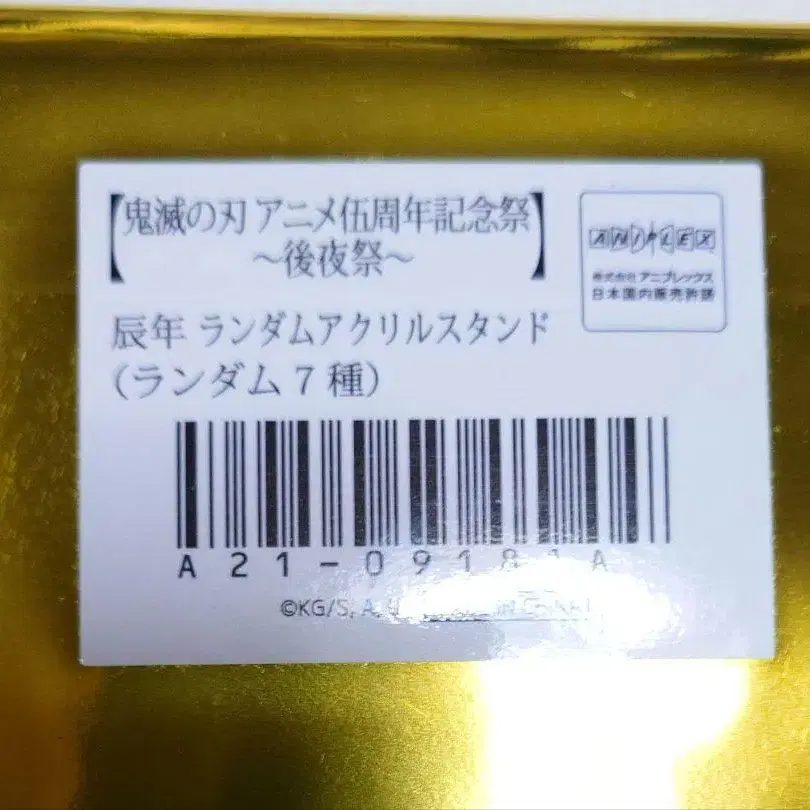 【鬼滅の刃 アニメ伍周年記念祭
～後夜祭～】
ANIPLEX
株式会社 アニプレックス
日本国内販売許諾
辰年 ランダムアクリルスタンド
(ランダム7種)
A21-09181A
©KG/S, A,